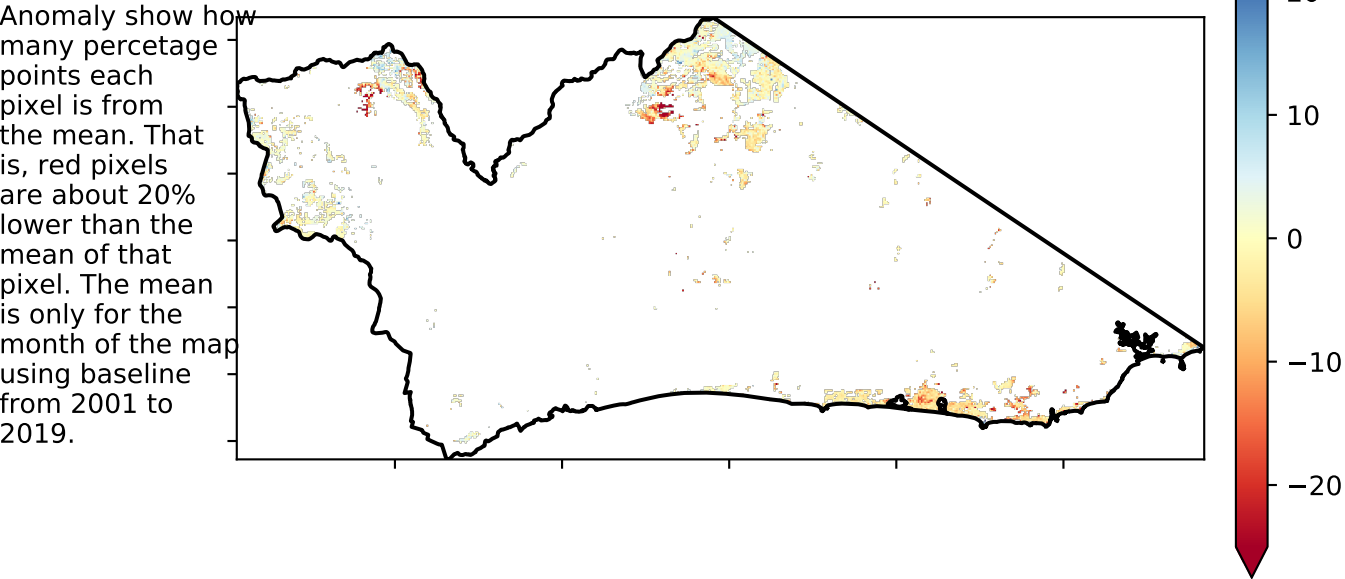 Anomaly show how
many percetage
points each
pixel is from
the mean. That
is, red pixels
are about 20%
lower than the
mean of that
pixel. The mean
is only for the
month of the map
using baseline
from 2001 to
2019.
10
0
−10
−20